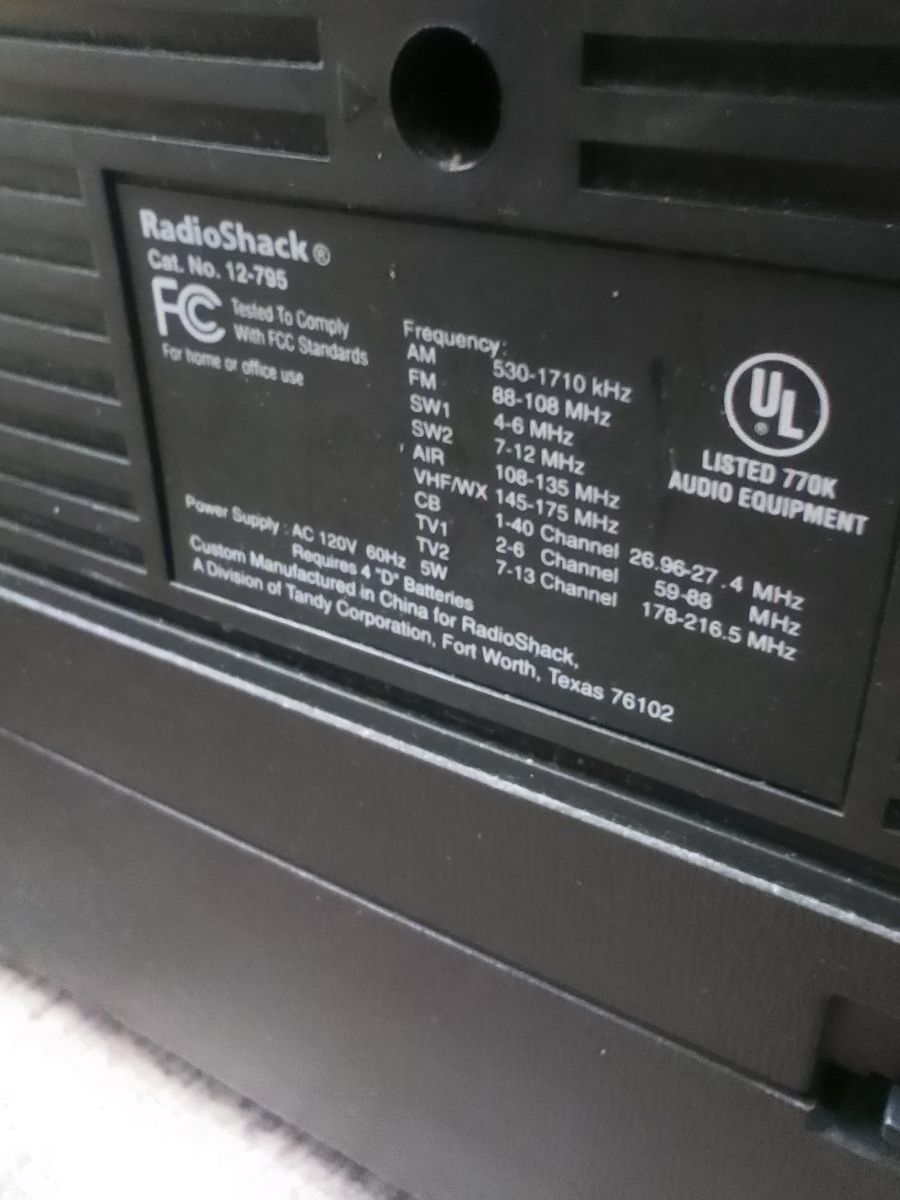 RadioShack®
Cat. No. 12-795
FC Tested To Comply
With FCC Standards
For home or office use
Frequency:
AM 530-1710 kHz
FM 88-108 MHz
SW1 4-6 MHz
SW2 7-12 MHz
AIR 108-135 MHz
VHF/WX 145-175 MHz
CB 1-40 Channel 26.96-27.4 MHz
TV1 2-6 Channel 59-88 MHz
TV2 7-13 Channel 178-216.5 MHz
UL®
LISTED 770K
AUDIO EQUIPMENT
Power Supply : AC 120V 60Hz 5W
Requires 4 "D" Batteries
Custom Manufactured in China for RadioShack,
A Division of Tandy Corporation, Fort Worth, Texas 76102